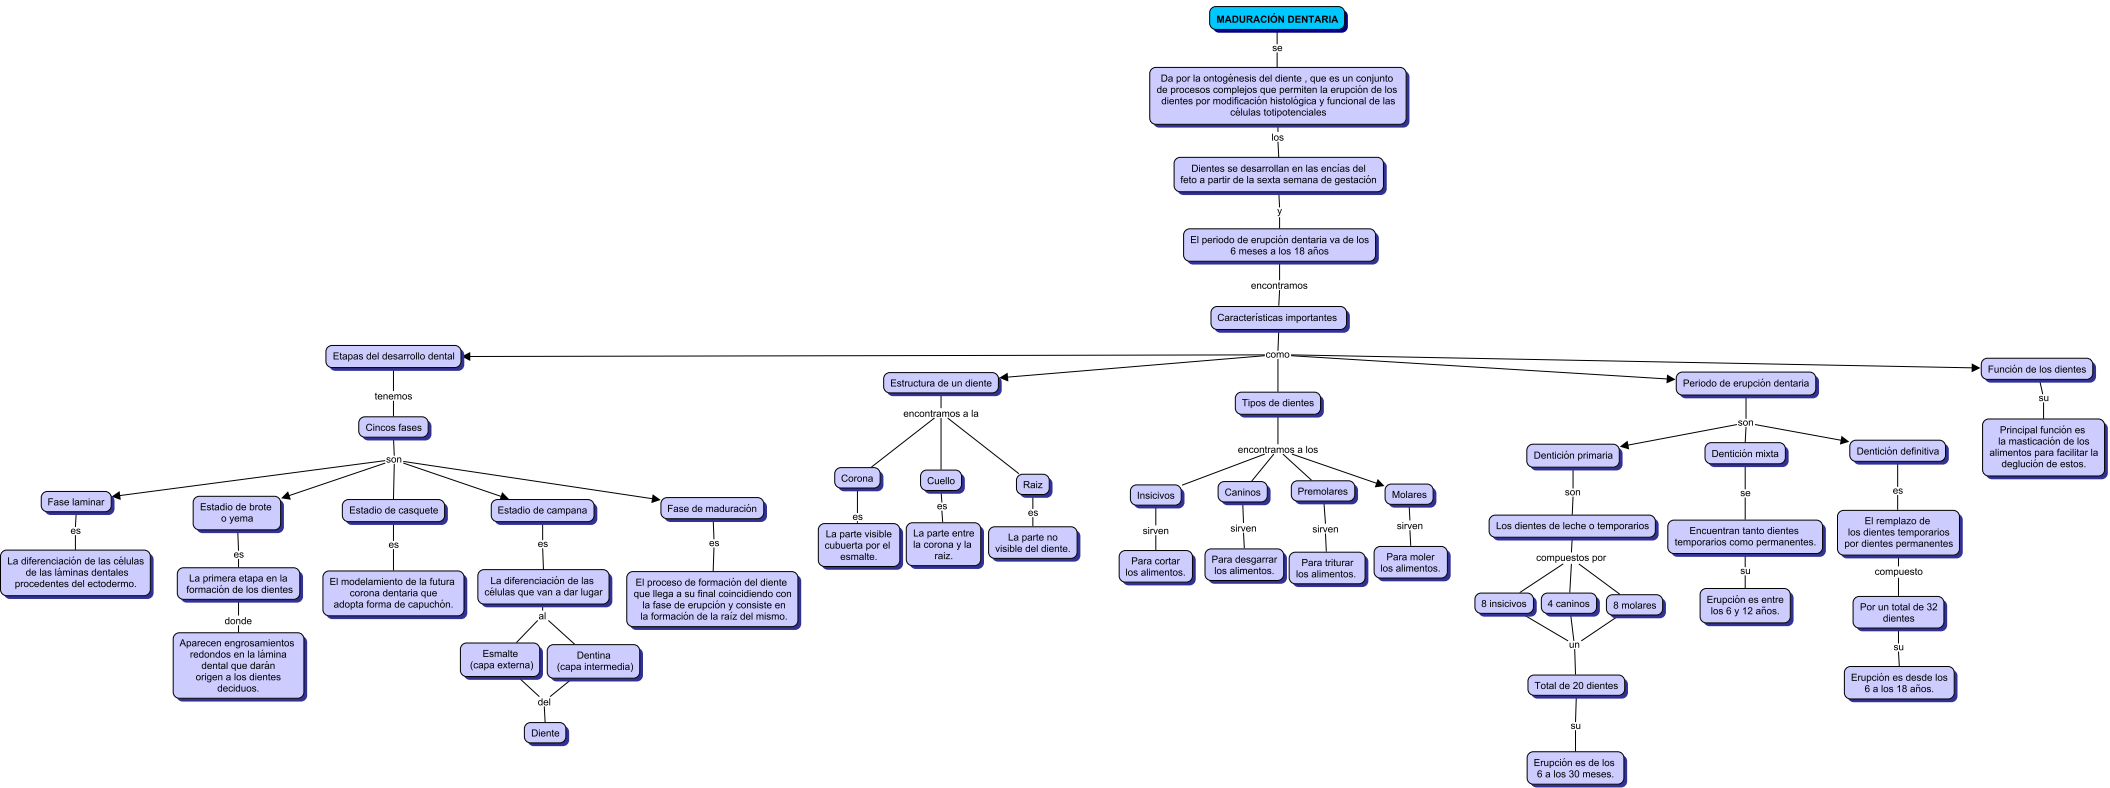 MADURACIÓN DENTARIA
se
Da por la ontogènesis del diente , que es un conjunto
de procesos complejos que permiten la erupción de los
dientes por modificación histológica y funcional de las
células totipotenciales
los
Dientes se desarrollan en las encías del
feto a partir de la sexta semana de gestación
y
El periodo de erupción dentaria va de los
6 meses a los 18 años
encontramos
Características importantes
como
Etapas del desarrollo dental
tenemos
Cincos fases
son
Fase laminar
es
La diferenciación de las células
de las láminas dentales
procedentes del ectodermo.
Estadio de brote
o yema
es
La primera etapa en la
formación de los dientes
donde
Aparecen engrosamientos
redondos en la lámina
dental que darán
origen a los dientes
deciduos.
Estadio de casquete
es
El modelamiento de la futura
corona dentaria que
adopta forma de capuchón.
Estadio de campana
es
La diferenciación de las
células que van a dar lugar
al
Esmalte
(capa externa)
Dentina
(capa intermedia)
del
Diente
Fase de maduración
es
El proceso de formación del diente
que llega a su final coincidiendo con
la fase de erupción y consiste en
la formación de la raíz del mismo.
Estructura de un diente
encontramos a la
Corona
es
La parte visible
cubuerta por el
esmalte.
Cuello
es
La parte entre
la corona y la
raiz.
Raiz
es
La parte no
visible del diente.
Tipos de dientes
encontramos a los
Insicivos
sirven
Para cortar
los alimentos.
Caninos
sirven
Para desgarrar
los alimentos.
Premolares
sirven
Para triturar
los alimentos.
Molares
sirven
Para moler
los alimentos.
Periodo de erupción dentaria
son
Dentición primaria
son
Los dientes de leche o temporarios
compuestos por
8 insicivos
4 caninos
8 molares
un
Total de 20 dientes
su
Erupción es de los
6 a los 30 meses.
Dentición mixta
se
Encuentran tanto dientes
temporarios como permanentes.
su
Erupción es entre
los 6 y 12 años.
Dentición definitiva
es
El remplazo de
los dientes temporarios
por dientes permanentes
compuesto
Por un total de 32
dientes
su
Erupción es desde los
6 a los 18 años.
Función de los dientes
su
Principal función es
la masticación de los
alimentos para facilitar la
deglución de estos.